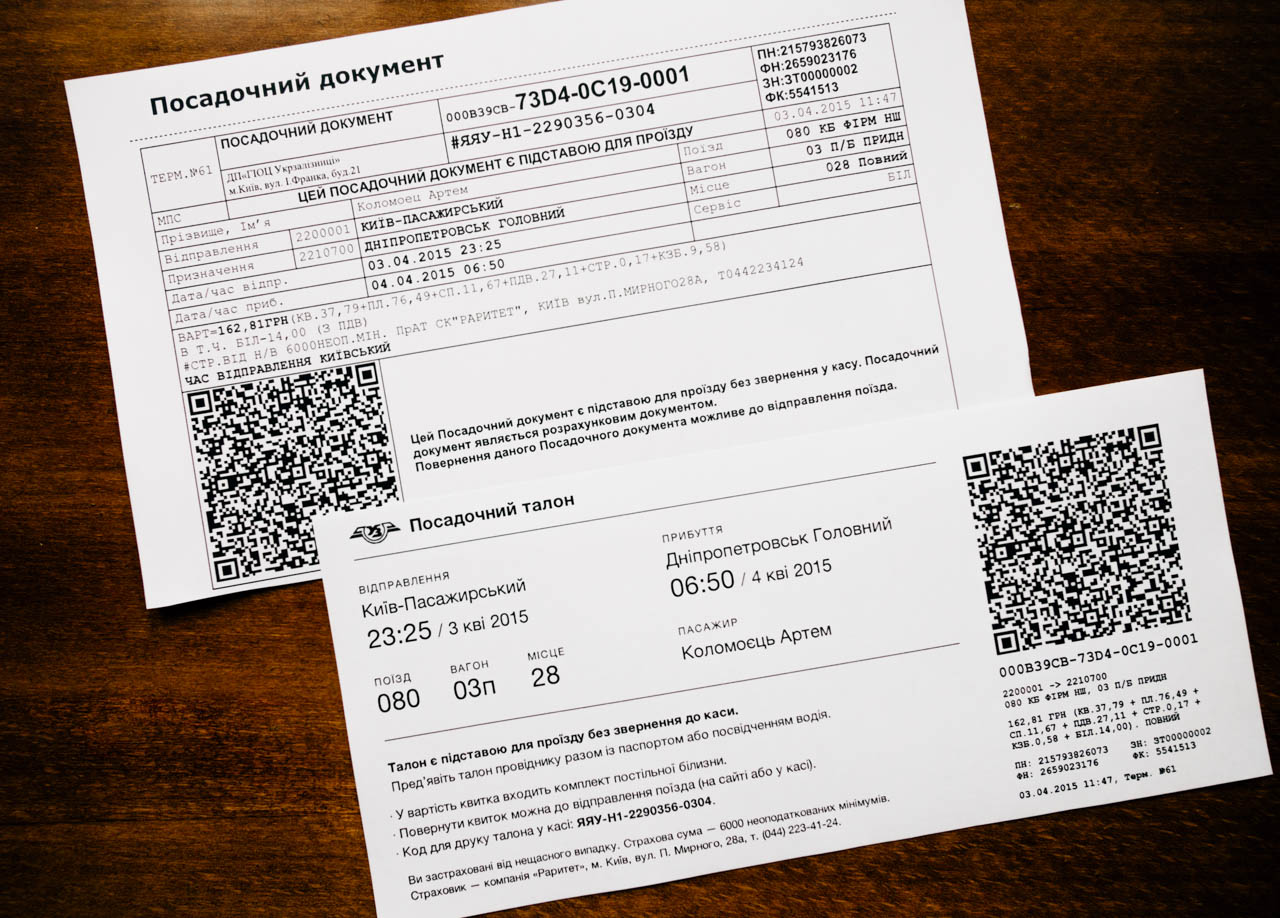 Посадочний документ
ТЕРМ.№61
ПОСАДОЧНИЙ ДОКУМЕНТ
ДП«ГІОЦ Укрзалізниці»
м.Київ, вул. І.Франка, буд.21
000B39CB-73D4-0C19-0001
#ЯЯУ-Н1-2290356-0304
ПН:215793826073
ФН:2659023176
ЗН:ЗТ00000002
ФК:5541513
МПС
ЦЕЙ ПОСАДОЧНИЙ ДОКУМЕНТ Є ПІДСТАВОЮ ДЛЯ ПРОЇЗДУ
03.04.2015 11:47
Прізвище, Ім’я
Коломоец Артем
Поїзд
080 КБ ФІРМ НШ
Відправлення
2200001
КИЇВ-ПАСАЖИРСЬКИЙ
Вагон
03 П/Б ПРИДН
Призначення
2210700
ДНІПРОПЕТРОВСЬК ГОЛОВНИЙ
Місце
028 Повний
Дата/час відпр.
03.04.2015 23:25
Сервіс
БІЛ
Дата/час приб.
04.04.2015 06:50
ВАРТ=162,81ГРН(КВ.37,79+ПЛ.76,49+СП.11,67+ПДВ.27,11+СТР.0,17+КЗБ.9,58)
В Т.Ч. БІЛ-14,00 (З ПДВ)
#СТР.ВІД Н/В 6000НЕОП.МІН. ПрАТ СК"РАРИТЕТ", КИЇВ вул.П.МИРНОГО28А, Т0442234124
ЧАС ВІДПРАВЛЕННЯ КИЇВСЬКИЙ
Цей Посадочний документ є підставою для проїзду без звернення у касу. Посадочний
документ являється розрахунковим документом.
Повернення даного Посадочного документа можливе до відправлення поїзда.
Посадочний талон
ВІДПРАВЛЕННЯ
Київ-Пасажирський
23:25 / 3 кві 2015
ПРИБУТТЯ
Дніпропетровськ Головний
06:50 / 4 кві 2015
ПОЇЗД
080
ВАГОН
03п
МІСЦЕ
28
ПАСАЖИР
Коломоєць Артем
Талон є підставою для проїзду без звернення до каси.
Пред’явіть талон провіднику разом із паспортом або посвідченням водія.
· У вартість квитка входить комплект постільної білизни.
· Повернути квиток можна до відправлення поїзда (на сайті або у касі).
· Код для друку талона у касі: ЯЯУ-Н1-2290356-0304.
Ви застраховані від нещасного випадку. Страхова сума — 6000 неоподаткованих мінімумів.
Страховик — компанія «Раритет», м. Київ, вул. П. Мирного, 28а, т. (044) 223-41-24.
000B39CB-73D4-0C19-0001
2200001 -> 2210700
080 КБ ФІРМ НШ, 03 П/Б ПРИДН
162,81 ГРН (КВ.37,79 + ПЛ.76,49 +
СП.11,67 + ПДВ.27,11 + СТР.0,17 +
КЗБ.0,58 + БІЛ.14,00). ПОВНИЙ
ПН: 215793826073 ЗН: ЗТ00000002
ФН: 2659023176 ФК: 5541513
03.04.2015 11:47, Терм. №61